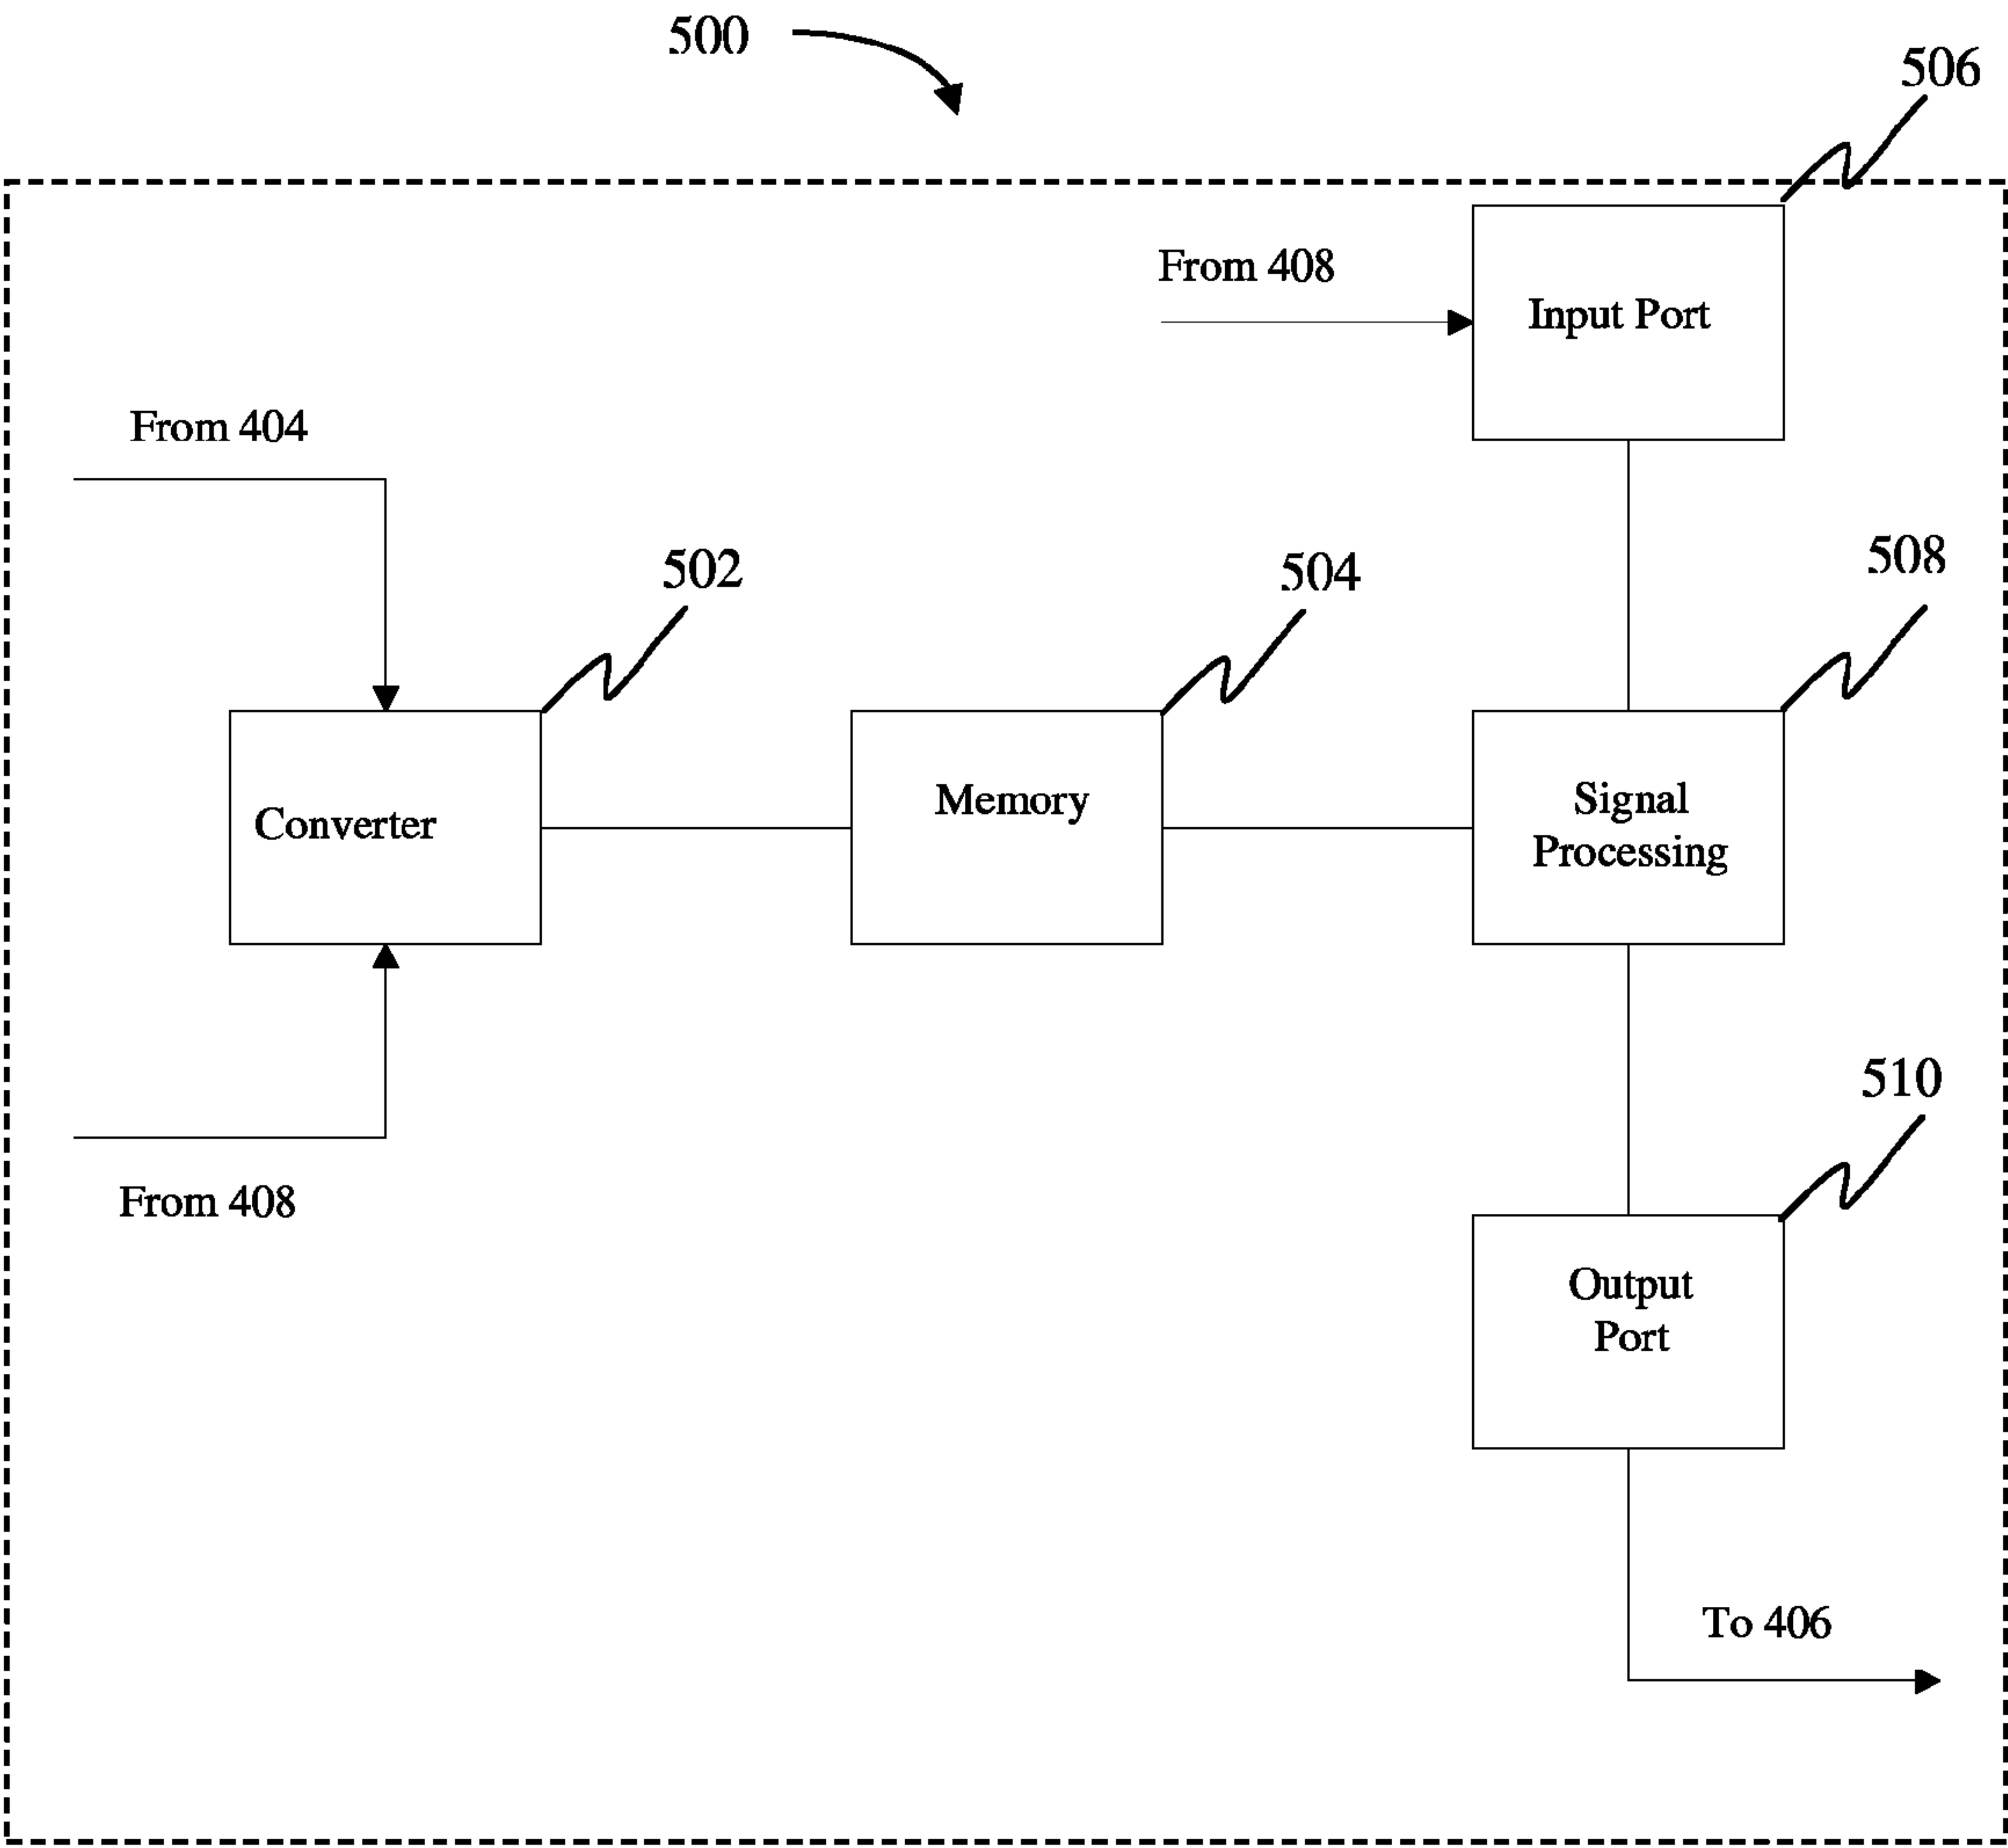 500
506
From 408
Input Port
From 404
502
504
508
Converter
Memory
Signal
Processing
510
From 408
Output
Port
To 406